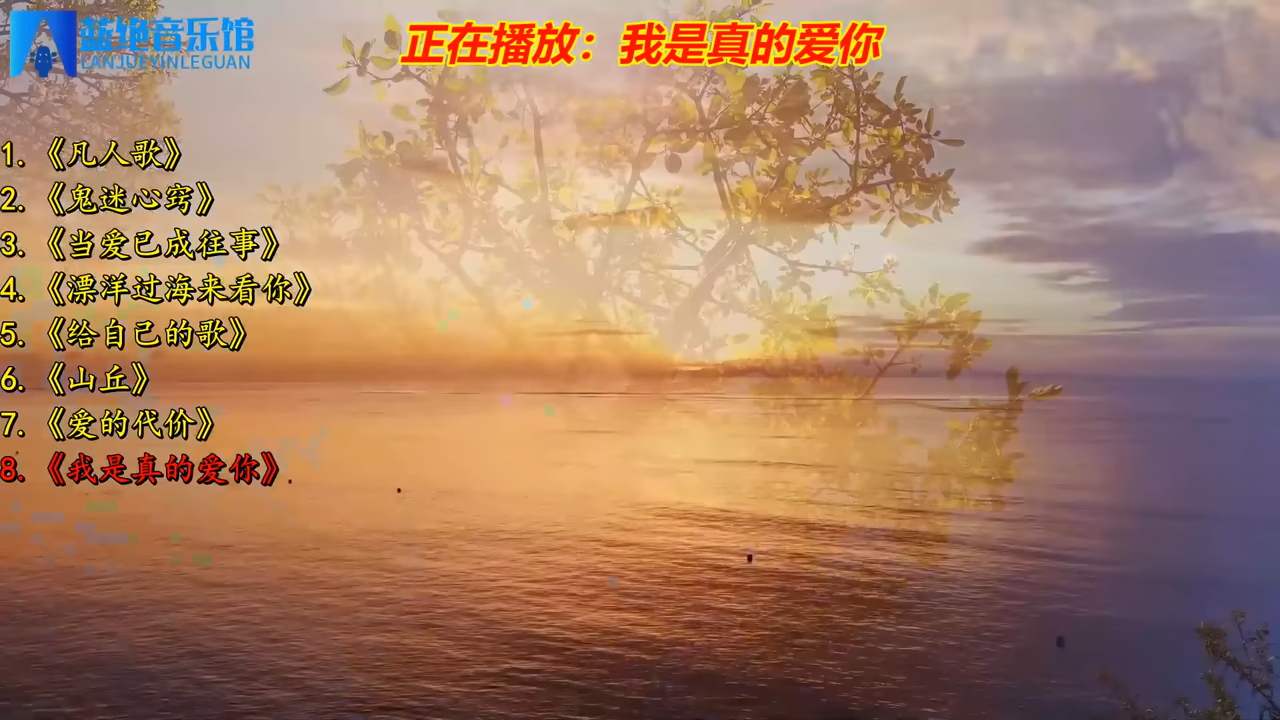 蓝绝音乐馆
LANJUEYINLEGUAN
正在播放：我是真的爱你
1.《凡人歌》
2.《鬼迷心窍》
3.《当爱已成往事》
4.《漂洋过海来看你》
5.《给自己的歌》
6.《山丘》
7.《爱的代价》
8.《我是真的爱你》